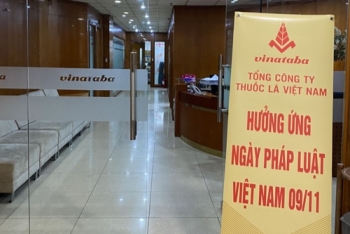 vinataba
vinataba
vinataba
TỔNG CÔNG TY
THUỐC LÁ VIỆT NAM
HƯỞNG ỨNG
NGÀY PHÁP LUẬT
VIỆT NAM 09/11